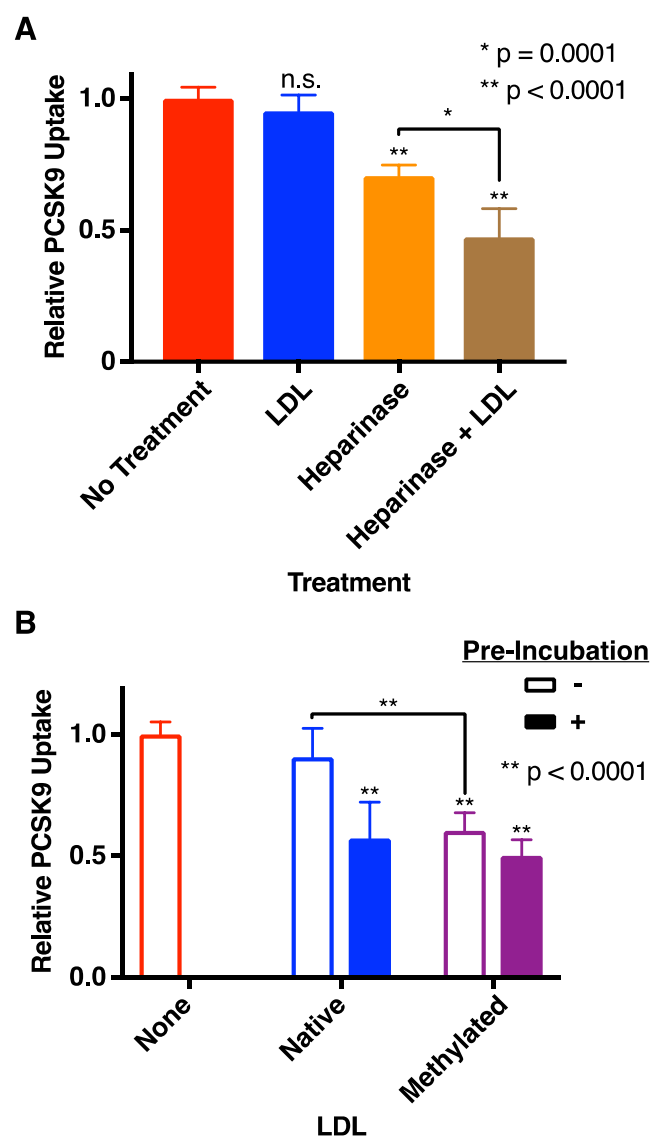 A
* p = 0.0001
** p < 0.0001
Relative PCSK9 Uptake
1.0
0.5
0
n.s.
**
*
**
No Treatment
LDL
Heparinase
Heparinase + LDL
Treatment
B
Pre-Incubation
-
+
** p < 0.0001
Relative PCSK9 Uptake
1.0
0.5
0.0
**
**
**
**
None
Native
Methylated
LDL